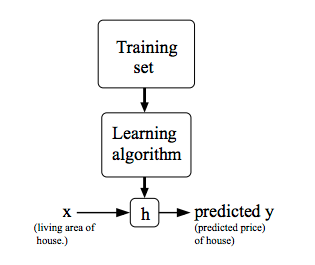 Training
set
Learning
algorithm
x
h
predicted y
(living area of
house.)
(predicted price)
of house)